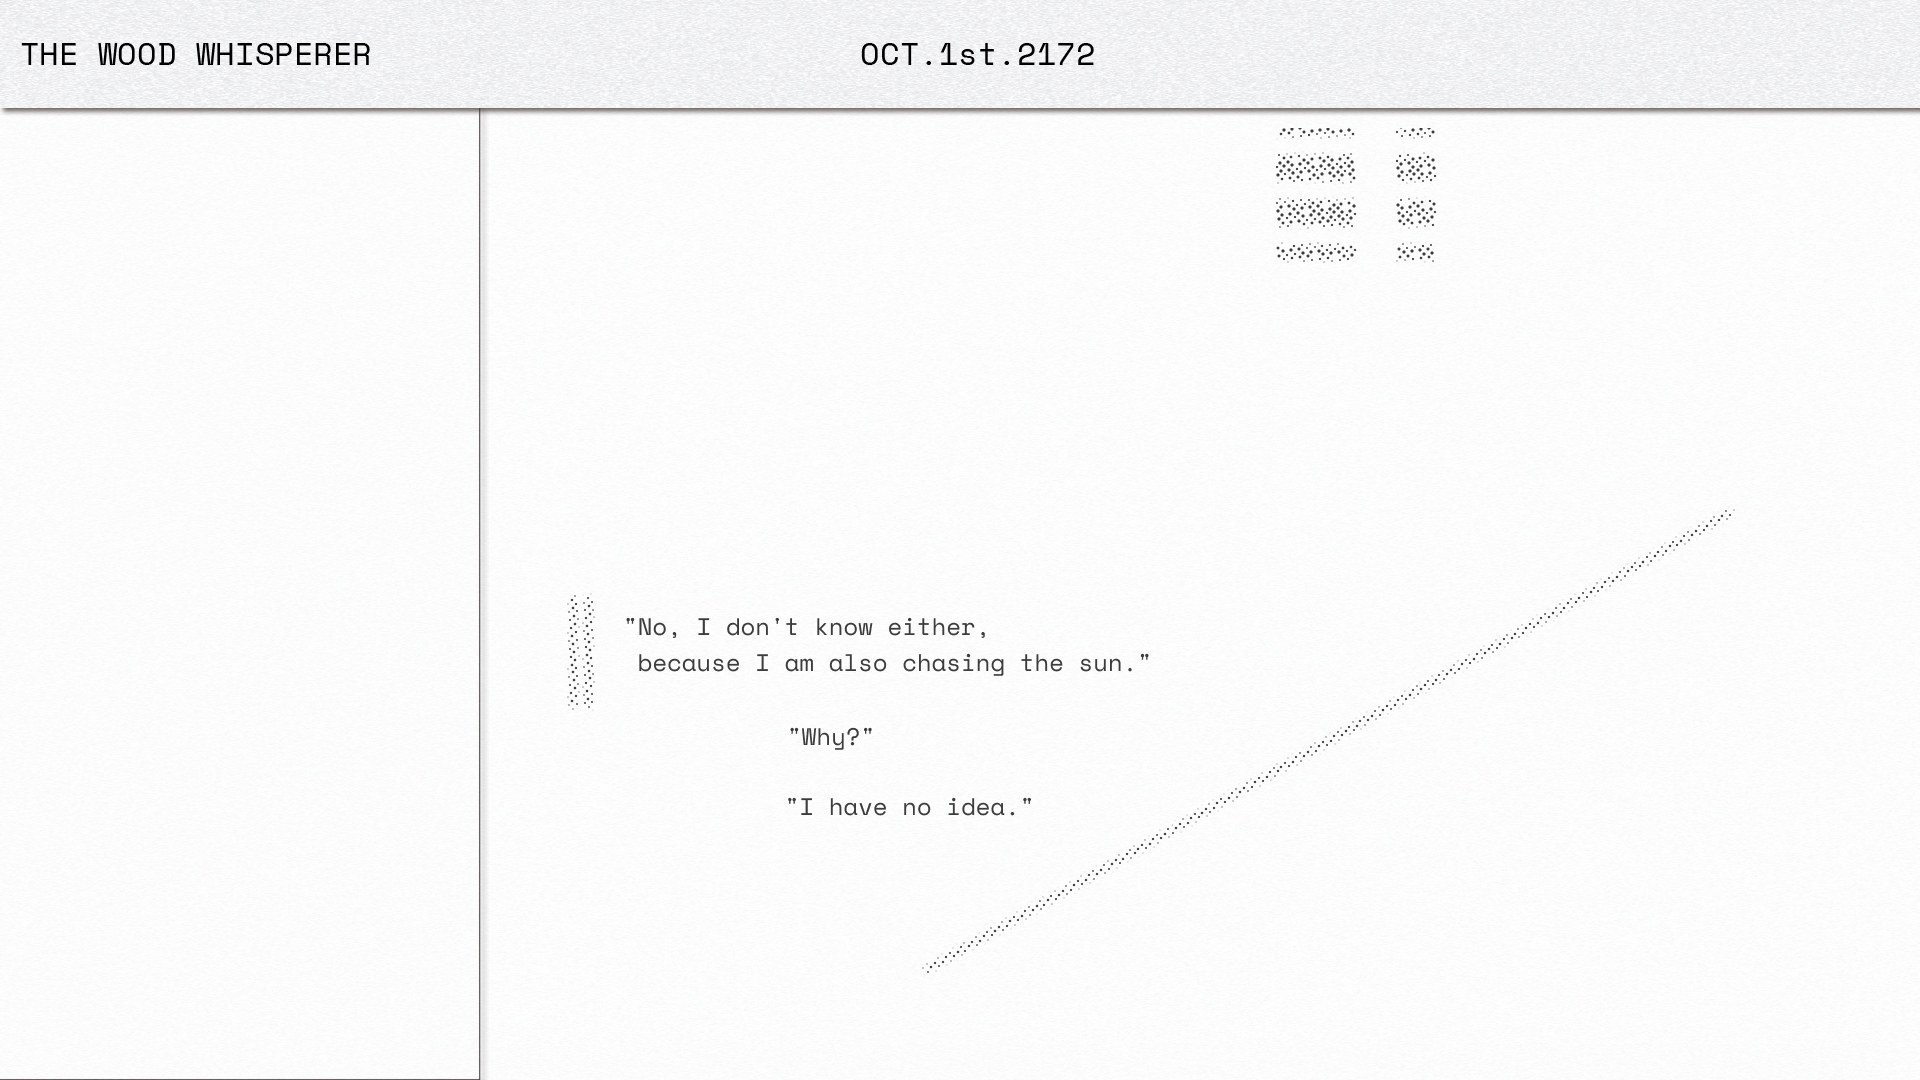 THE WOOD WHISPERER
OCT.1st.2172
"No, I don't know either,
because I am also chasing the sun."
"Why?"
"I have no idea."